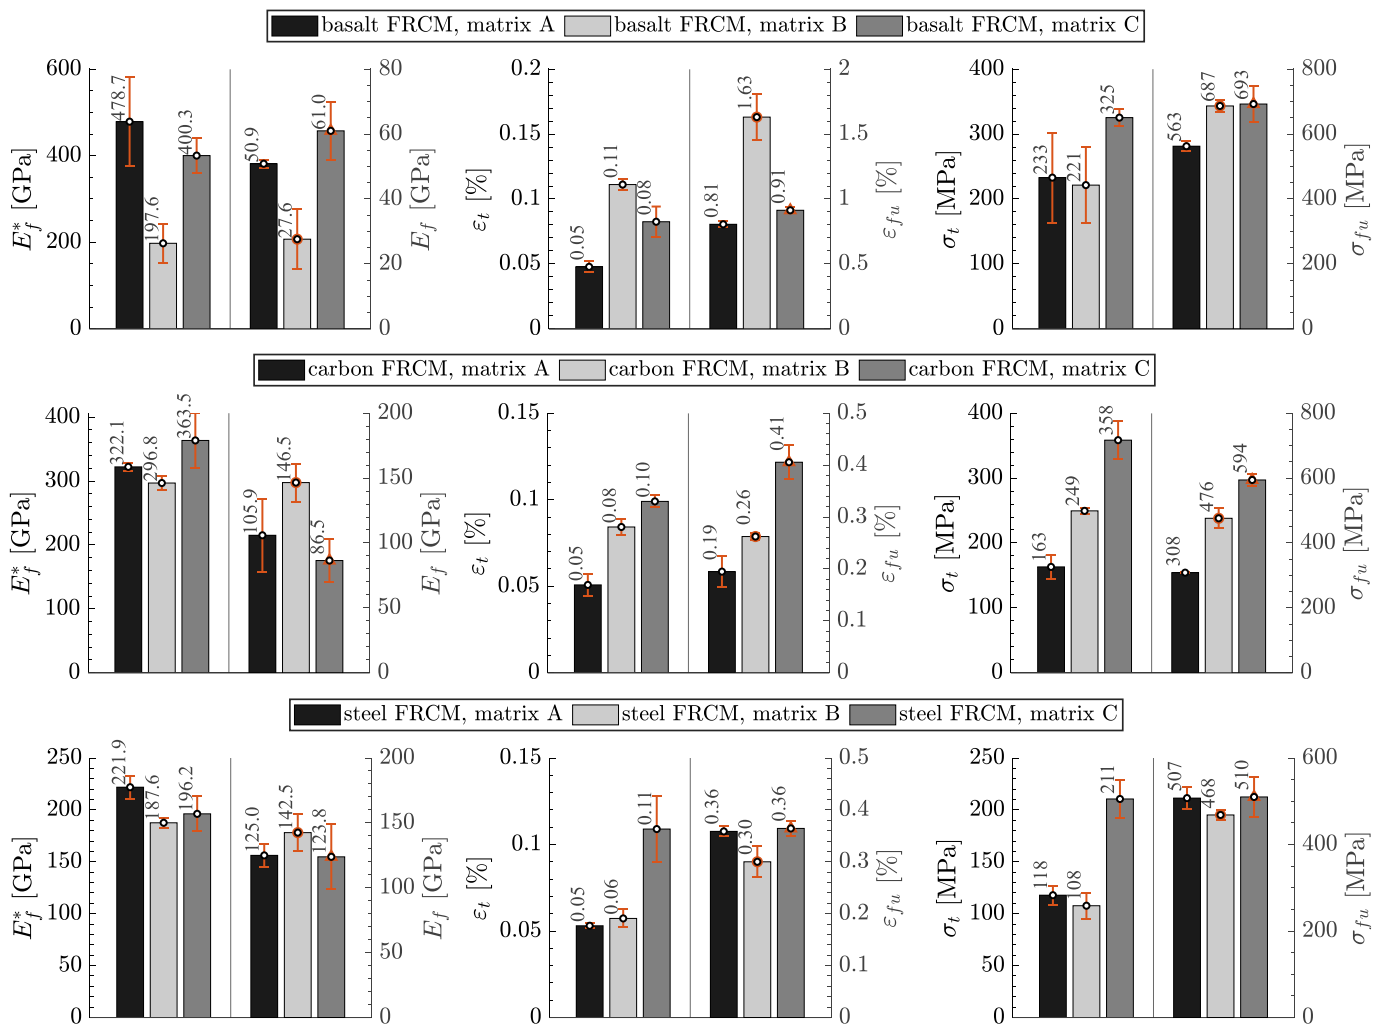 basalt FRCM, matrix A basalt FRCM, matrix B basalt FRCM, matrix C
600 400 200 0
E*f [GPa]
478.7 197.6 400.3 50.9 27.6 61.0
80 60 40 20 0
Ef [GPa]
0.2 0.15 0.1 0.05 0
εt [%]
0.05 0.11 0.08 0.81 1.63 0.91
2 1.5 1 0.5 0
εfu [%]
400 300 200 100 0
σt [MPa]
233 221 325 563 687 693
800 600 400 200 0
σfu [MPa]
carbon FRCM, matrix A carbon FRCM, matrix B carbon FRCM, matrix C
400 300 200 100 0
E*f [GPa]
322.1 296.8 363.5 105.9 146.5 86.5
200 150 100 50 0
Ef [GPa]
0.15 0.1 0.05 0
εt [%]
0.05 0.08 0.10 0.19 0.26 0.41
0.5 0.4 0.3 0.2 0.1 0
εfu [%]
400 300 200 100 0
σt [MPa]
163 249 358 308 476 594
800 600 400 200 0
σfu [MPa]
steel FRCM, matrix A steel FRCM, matrix B steel FRCM, matrix C
250 200 150 100 50 0
E*f [GPa]
221.9 187.6 196.2 125.0 142.5 123.8
200 150 100 50 0
Ef [GPa]
0.15 0.1 0.05 0
εt [%]
0.05 0.06 0.11 0.36 0.30 0.36
0.5 0.4 0.3 0.2 0.1 0
εfu [%]
250 200 150 100 50 0
σt [MPa]
118 108 211 507 468 510
600 400 200 0
σfu [MPa]